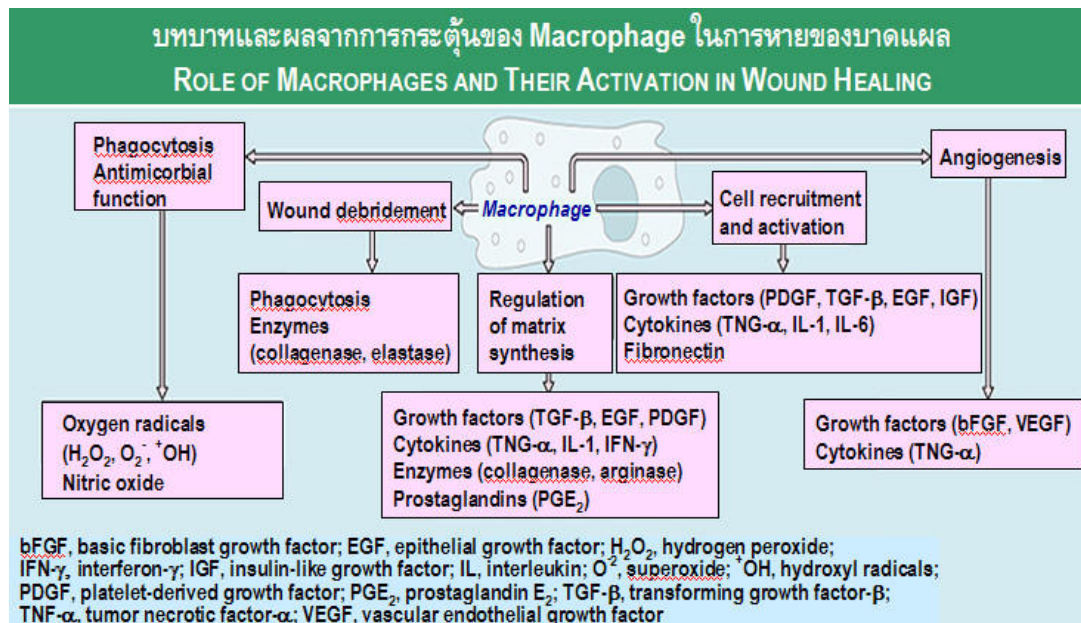 บทบาทและผลจากการกระตุ้นของ Macrophage ในการหายของบาดแผล
ROLE OF MACROPHAGES AND THEIR ACTIVATION IN WOUND HEALING
Phagocytosis
Antimicorbial
function
Wound debridement
Macrophage
Cell recruitment
and activation
Angiogenesis
Phagocytosis
Enzymes
(collagenase, elastase)
Regulation
of matrix
synthesis
Growth factors (PDGF, TGF-β, EGF, IGF)
Cytokines (TNG-α, IL-1, IL-6)
Fibronectin
Oxygen radicals
(H₂O₂, O₂⁻, ⁺OH)
Nitric oxide
Growth factors (TGF-β, EGF, PDGF)
Cytokines (TNG-α, IL-1, IFN-γ)
Enzymes (collagenase, arginase)
Prostaglandins (PGE₂)
Growth factors (bFGF, VEGF)
Cytokines (TNG-α)
bFGF, basic fibroblast growth factor; EGF, epithelial growth factor; H₂O₂, hydrogen peroxide;
IFN-γ, interferon-γ; IGF, insulin-like growth factor; IL, interleukin; O⁻², superoxide; ⁺OH, hydroxyl radicals;
PDGF, platelet-derived growth factor; PGE₂, prostaglandin E₂; TGF-β, transforming growth factor-β;
TNF-α, tumor necrotic factor-α; VEGF, vascular endothelial growth factor